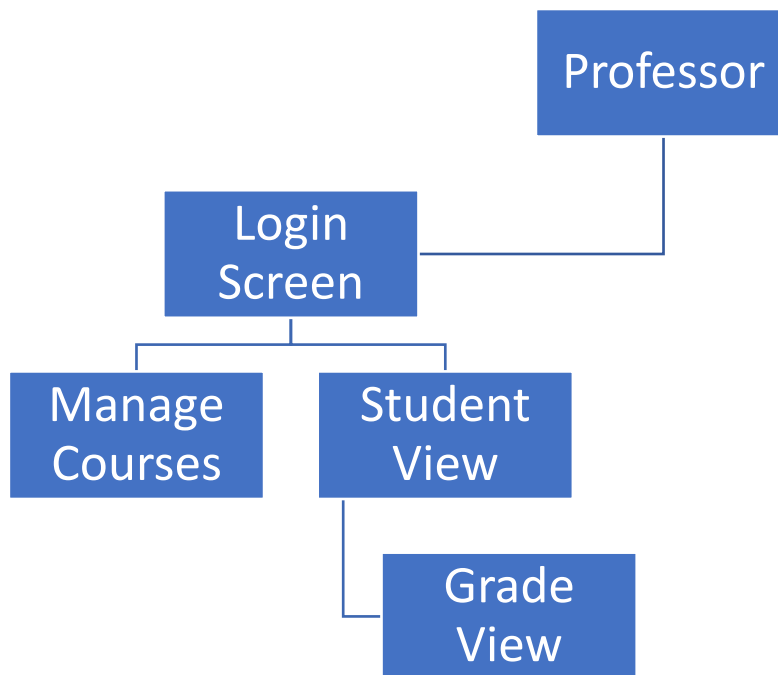 Professor
Login
Screen
Manage
Courses
Student
View
Grade
View